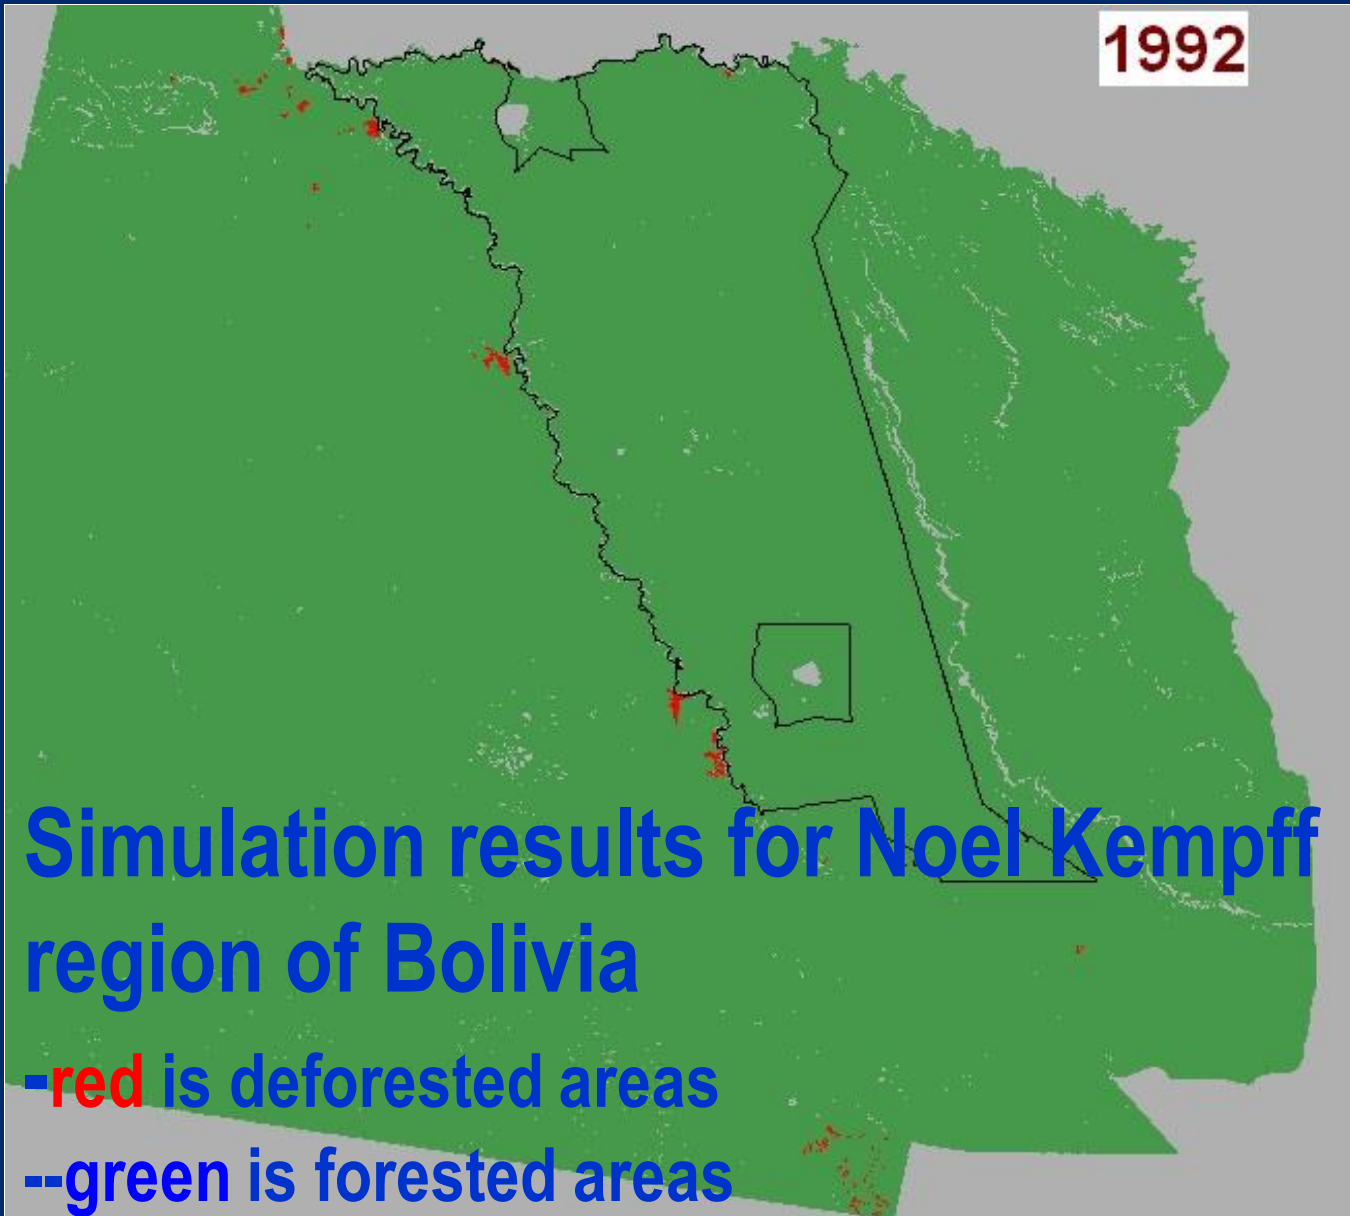 1992
Simulation results for Noel Kempff
region of Bolivia
-red is deforested areas
--green is forested areas